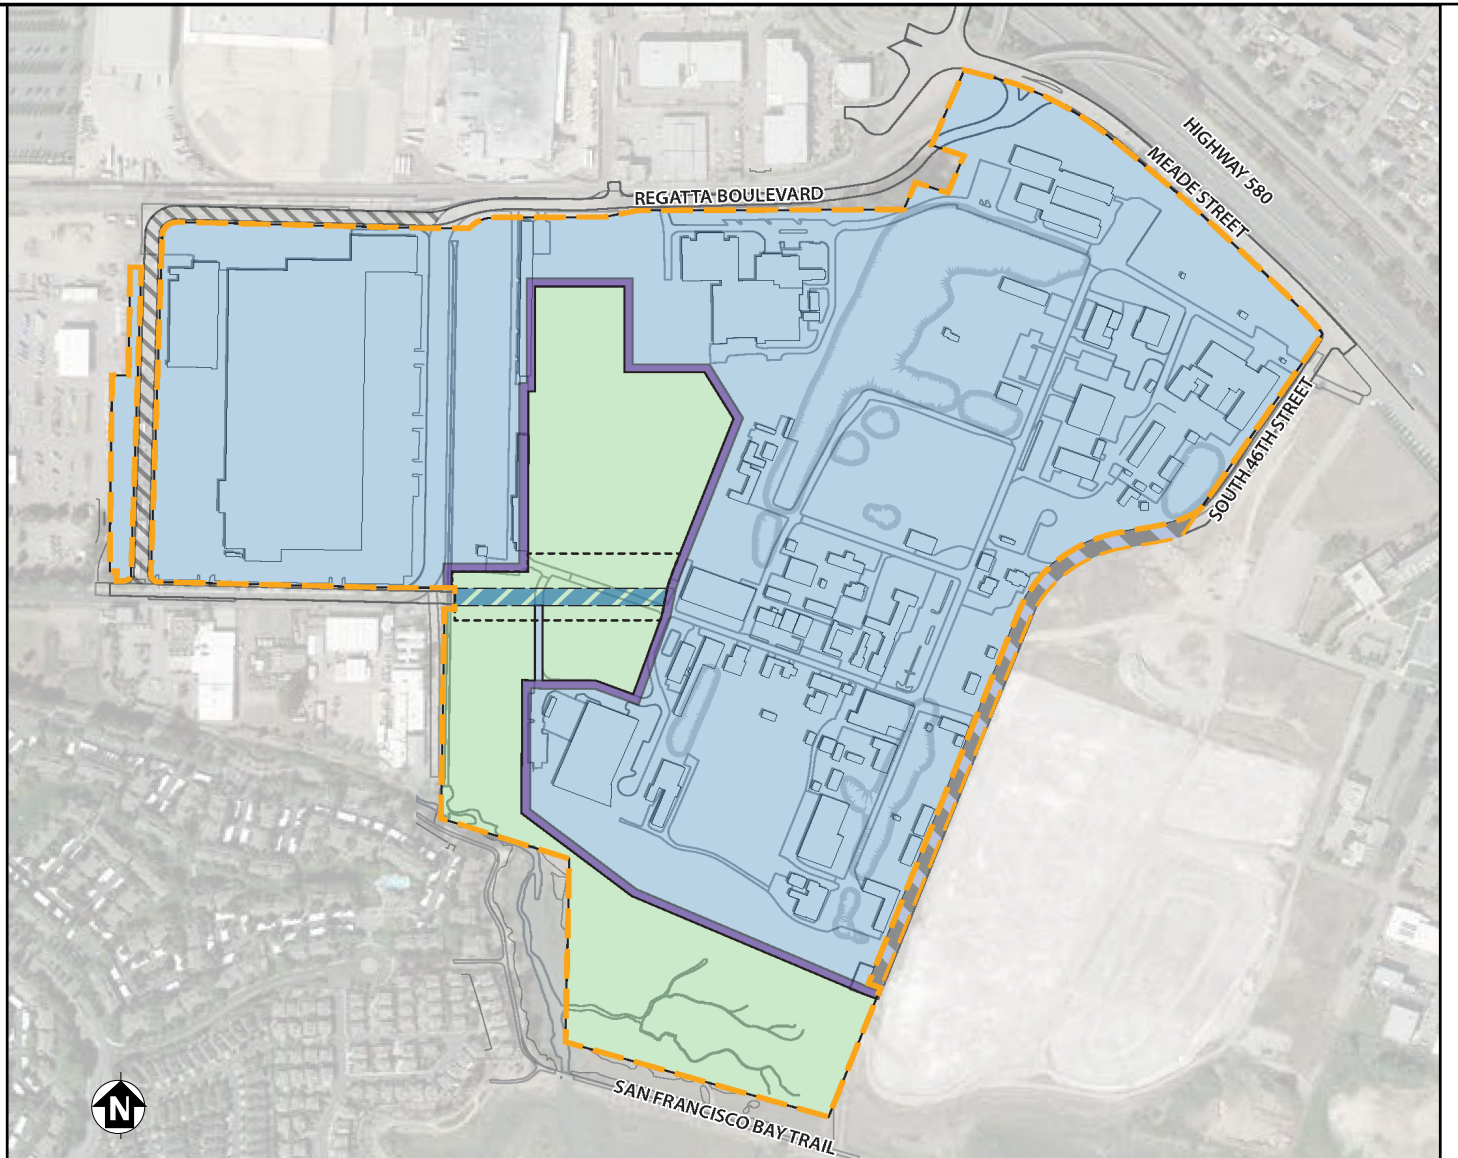 HIGHWAY 580
MEADE STREET
REGATTA BOULEVARD
SOUTH 46TH STREET
N
SAN FRANCISCO BAY TRAIL